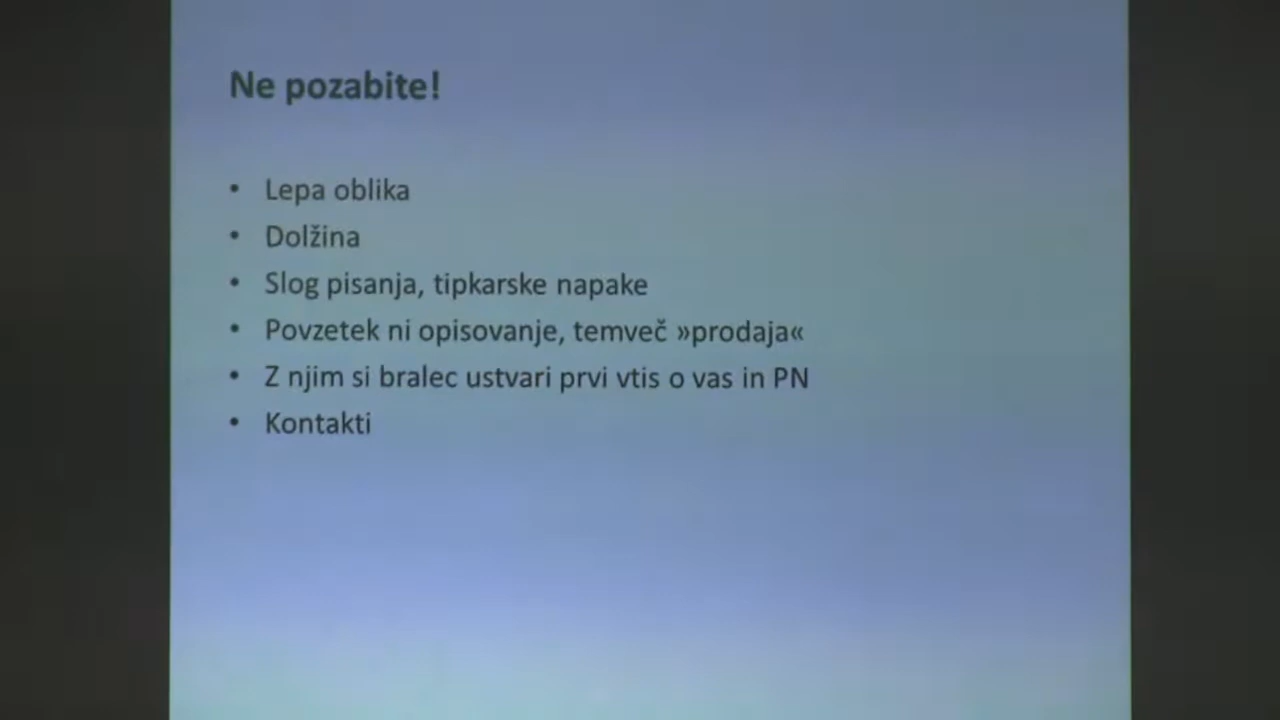 Ne pozabite!
• Lepa oblika
• Dolžina
• Slog pisanja, tipkarske napake
• Povzetek ni opisovanje, temveč »prodaja«
• Z njim si bralec ustvari prvi vtis o vas in PN
• Kontakti